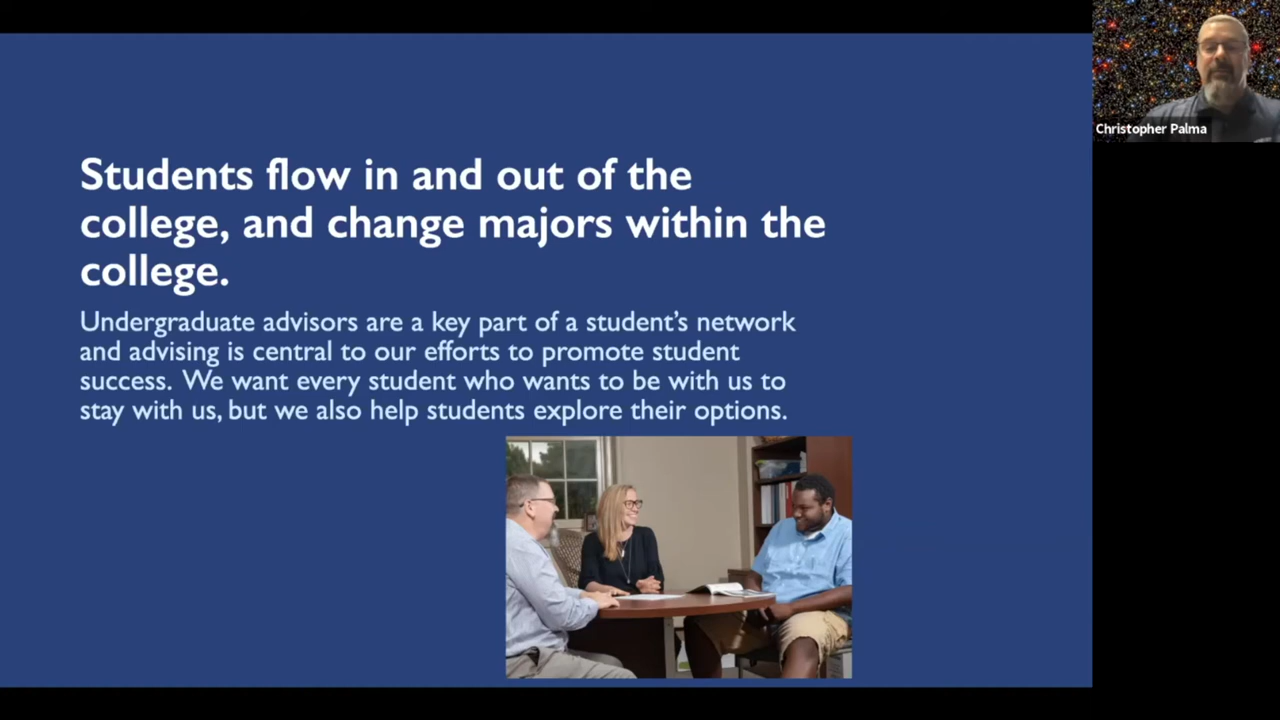 Christopher Palma
Students flow in and out of the
college, and change majors within the
college.
Undergraduate advisors are a key part of a student’s network
and advising is central to our efforts to promote student
success.  We want every student who wants to be with us to
stay with us, but we also help students explore their options.